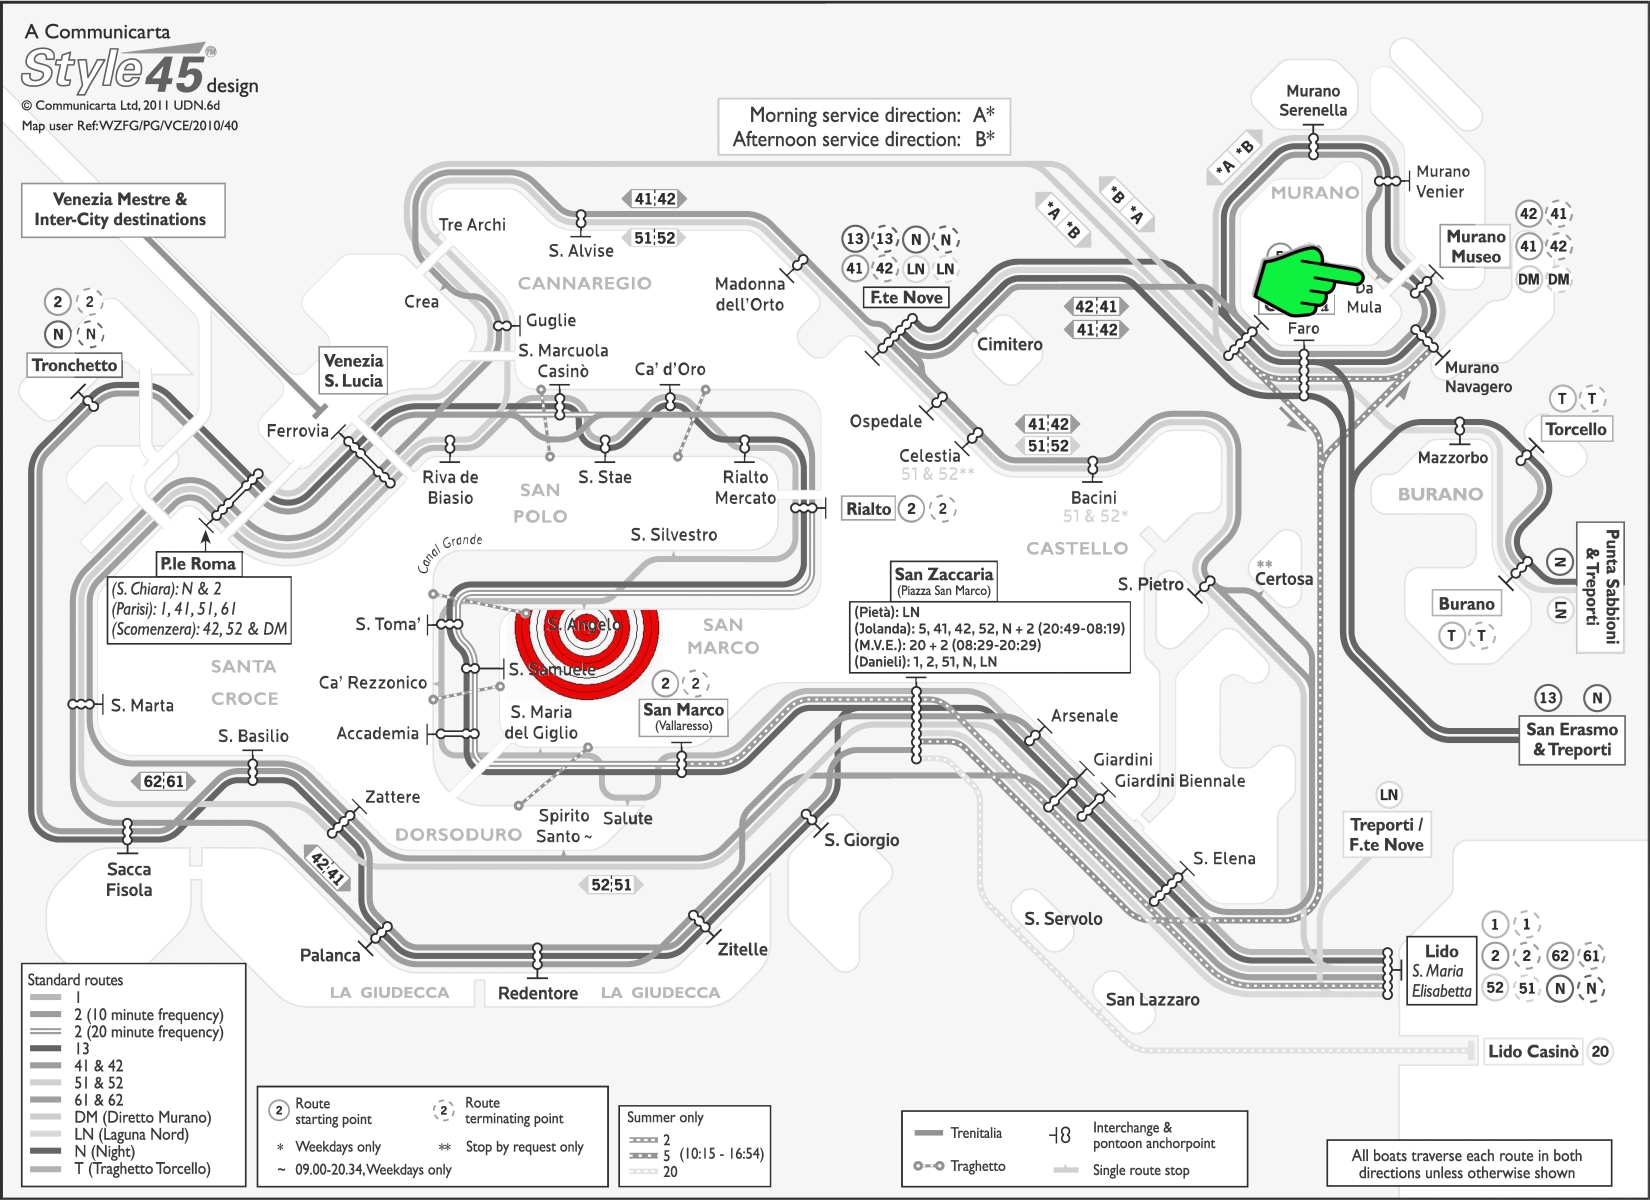 A Communicarta
Style45™
design
© Communicarta Ltd, 2011 UDN.6d
Map user Ref: WZFG/PG/VCE/2010/40
Morning service direction: A*
Afternoon service direction: B*
Venezia Mestre &
Inter-City destinations
Murano
Serenella
*A *B
MURANO
Murano
Venier
42 41
41 42
DM DM
Murano
Museo
*B *A
*A *B
Da
Mula
Faro
Murano
Navagero
Tre Archi
41 42
51 52
S. Alvise
CANNAREGIO
Madonna
dell'Orto
13 13 N N
41 42 LN LN
F.te Nove
42 41
41 42
Cimitero
Crea
Guglie
2 2
N N
Tronchetto
Venezia
S. Lucia
S. Marcuola
Casinò
Ca' d'Oro
Ferrovia
Riva de
Biasio
S. Stae
Rialto
Mercato
SAN
POLO
Ospedale
Celestia
51 & 52**
41 42
51 52
Bacini
51 & 52*
T T
Torcello
Mazzorbo
BURANO
Rialto 2 2
S. Silvestro
Canal Grande
CASTELLO
S. Pietro
**
Certosa
Burano
T T
N
LN
Punta Sabbioni
& Treporti
P.le Roma
(S. Chiara): N & 2
(Parisi): 1, 41, 51, 61
(Scomenzera): 42, 52 & DM
San Zaccaria
(Piazza San Marco)
(Pietà): LN
(Jolanda): 5, 41, 42, 52, N + 2 (20:49-08:19)
(M.V.E.): 20 + 2 (08:29-20:29)
(Danieli): 1, 2, 51, N, LN
S. Toma'
S. Angelo
SAN
MARCO
SANTA
CROCE
S. Samuele
Ca' Rezzonico
2 2
San Marco
(Vallaresso)
S. Marta
S. Maria
del Giglio
Accademia
S. Basilio
13 N
San Erasmo
& Treporti
Arsenale
Giardini
Giardini Biennale
62 61
Zattere
DORSODURO
Spirito
Santo ~
Salute
LN
Treporti /
F.te Nove
S. Giorgio
S. Elena
Sacca
Fisola
42 41
52 51
S. Servolo
Palanca
Zitelle
Redentore
LA GIUDECCA
LA GIUDECCA
San Lazzaro
Lido
S. Maria
Elisabetta
1 1
2 2 62 61
52 51 N N
Lido Casinò 20
Standard routes
1
2 (10 minute frequency)
2 (20 minute frequency)
13
41 & 42
51 & 52
61 & 62
DM (Diretto Murano)
LN (Laguna Nord)
N (Night)
T (Traghetto Torcello)
2 Route
starting point
2 Route
terminating point
* Weekdays only
** Stop by request only
~ 09.00-20.34, Weekdays only
Summer only
2
5 (10:15 - 16:54)
20
Trenitalia
Traghetto
Interchange &
pontoon anchorpoint
Single route stop
All boats traverse each route in both
directions unless otherwise shown